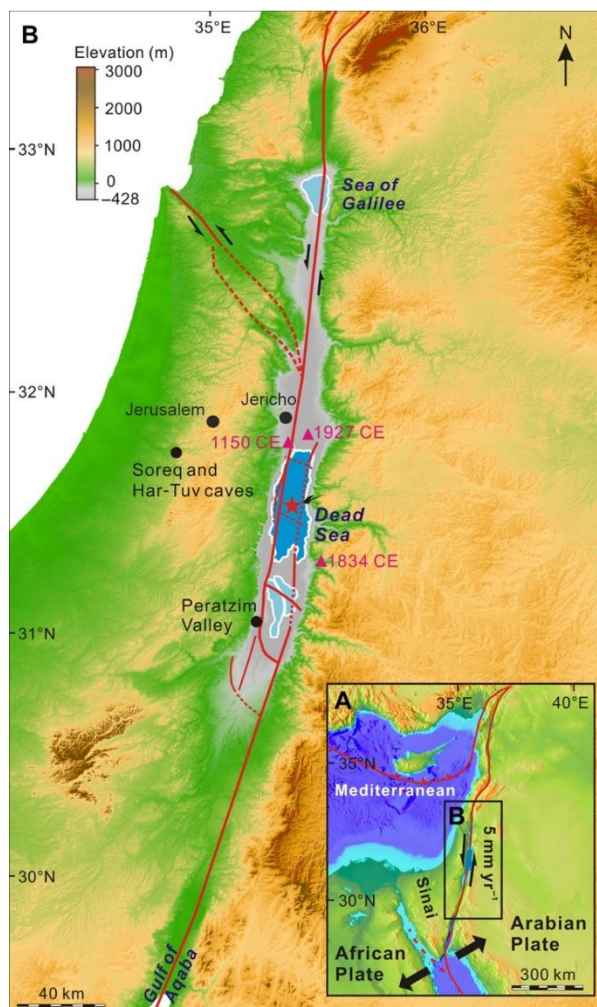 B
35°E
36°E
Elevation (m)
3000
2000
1000
0
−428
N
33°N
Sea of
Galilee
32°N
Jericho
Jerusalem
1150 CE
1927 CE
Soreq and
Har-Tuv caves
Dead
Sea
1834 CE
Peratzim
Valley
31°N
30°N
Gulf of
Aqaba
40 km
A
35°E
40°E
35°N
Mediterranean
B
5 mm yr⁻¹
Sinai
30°N
African
Plate
Arabian
Plate
300 km